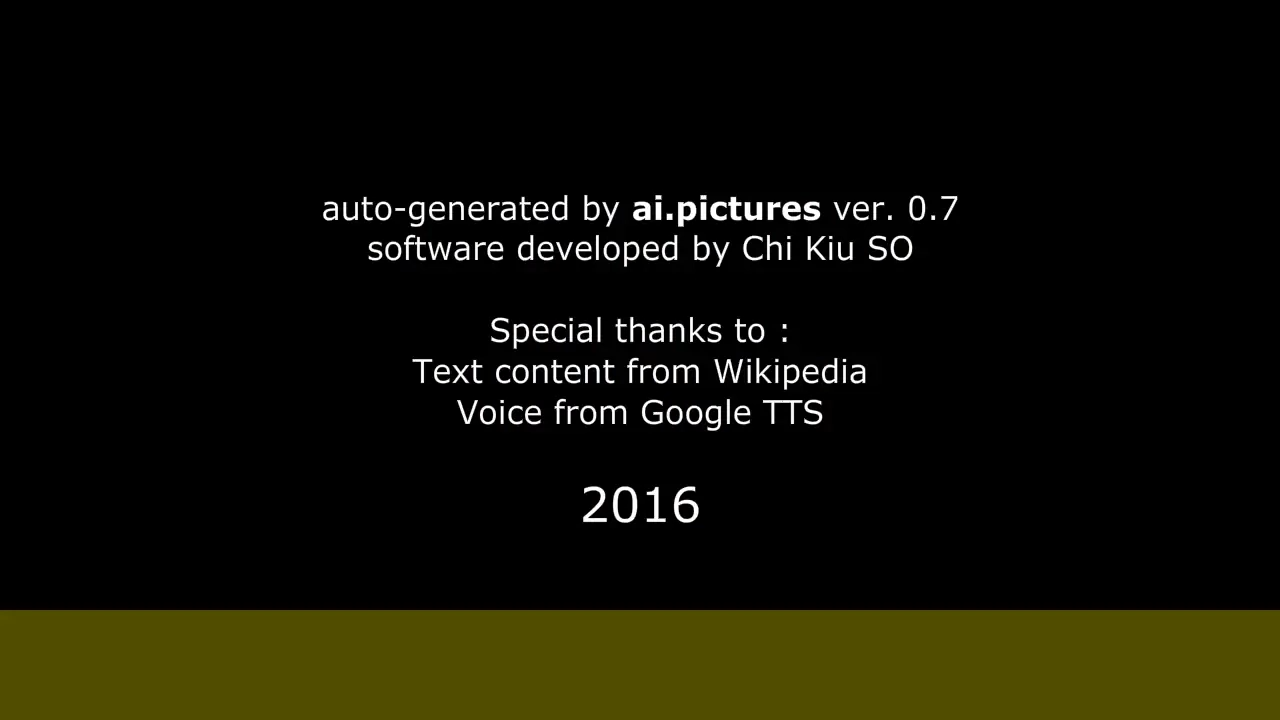 auto-generated by ai.pictures ver. 0.7
software developed by Chi Kiu SO
Special thanks to :
Text content from Wikipedia
Voice from Google TTS
2016